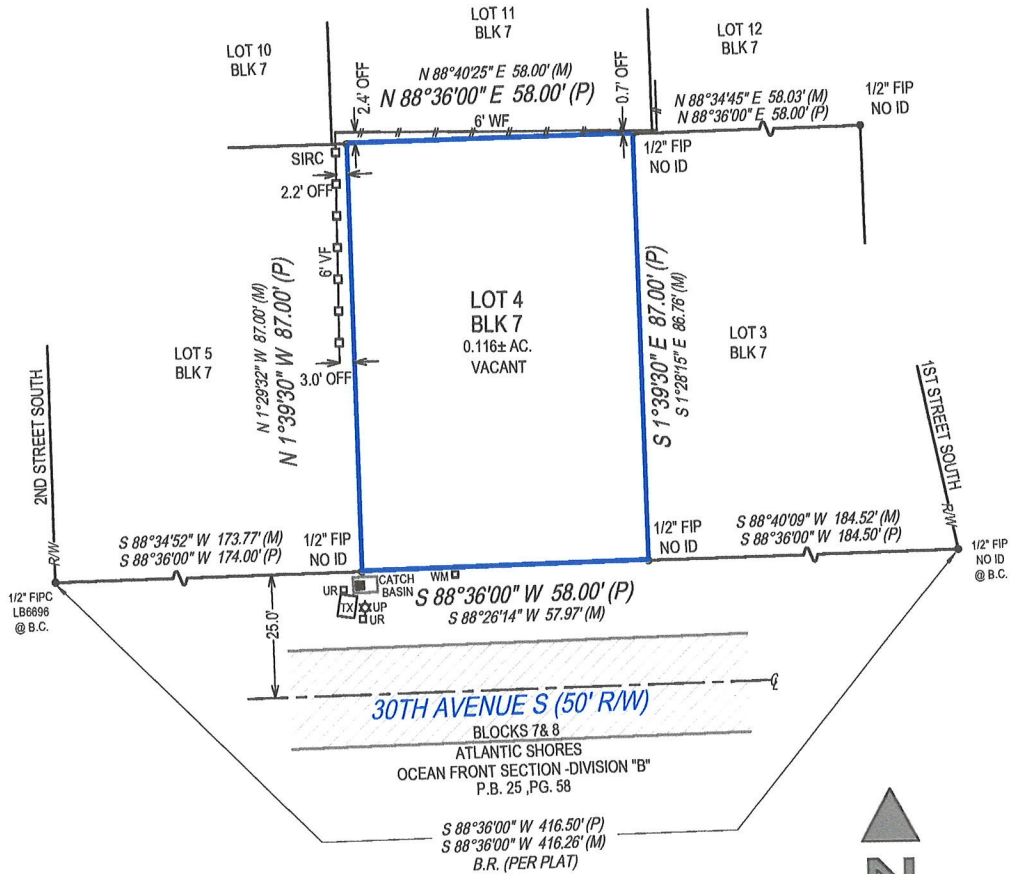 LOT 11
BLK 7
LOT 10
BLK 7
LOT 12
BLK 7
N 88°40'25" E 58.00' (M)
N 88°36'00" E 58.00' (P)
2.4' OFF
0.7' OFF
6' WF
N 88°34'45" E 58.03' (M)
N 88°36'00" E 58.00' (P)
1/2" FIP
NO ID
SIRC
1/2" FIP
NO ID
2.2' OFF
6' VF
N 1°29'32" W 87.00' (M)
N 1°39'30" W 87.00' (P)
LOT 4
BLK 7
0.116± AC.
VACANT
S 1°39'30" E 87.00' (P)
S 1°28'15" E 86.76' (M)
LOT 5
BLK 7
LOT 3
BLK 7
3.0' OFF
2ND STREET SOUTH
R/W
1ST STREET SOUTH
R/W
S 88°34'52" W 173.77' (M)
S 88°36'00" W 174.00' (P)
1/2" FIP
NO ID
1/2" FIP
NO ID
S 88°40'09" W 184.52' (M)
S 88°36'00" W 184.50' (P)
1/2" FIP
NO ID
@ B.C.
1/2" FIPC
LB6696
@ B.C.
25.0'
UR
TX
UP
UR
CATCH
BASIN
WM
S 88°36'00" W 58.00' (P)
S 88°26'14" W 57.97' (M)
30TH AVENUE S (50' R/W)
BLOCKS 7& 8
ATLANTIC SHORES
OCEAN FRONT SECTION -DIVISION "B"
P.B. 25 ,PG. 58
S 88°36'00" W 416.50' (P)
S 88°36'00" W 416.26' (M)
B.R. (PER PLAT)
N